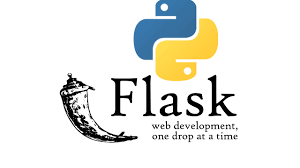 Flask
web development,
one drop at a time